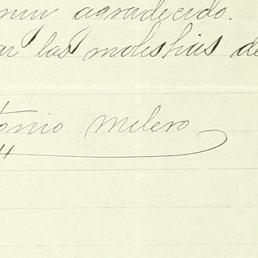 muy agradecido.
las molestias de
tonio Melero